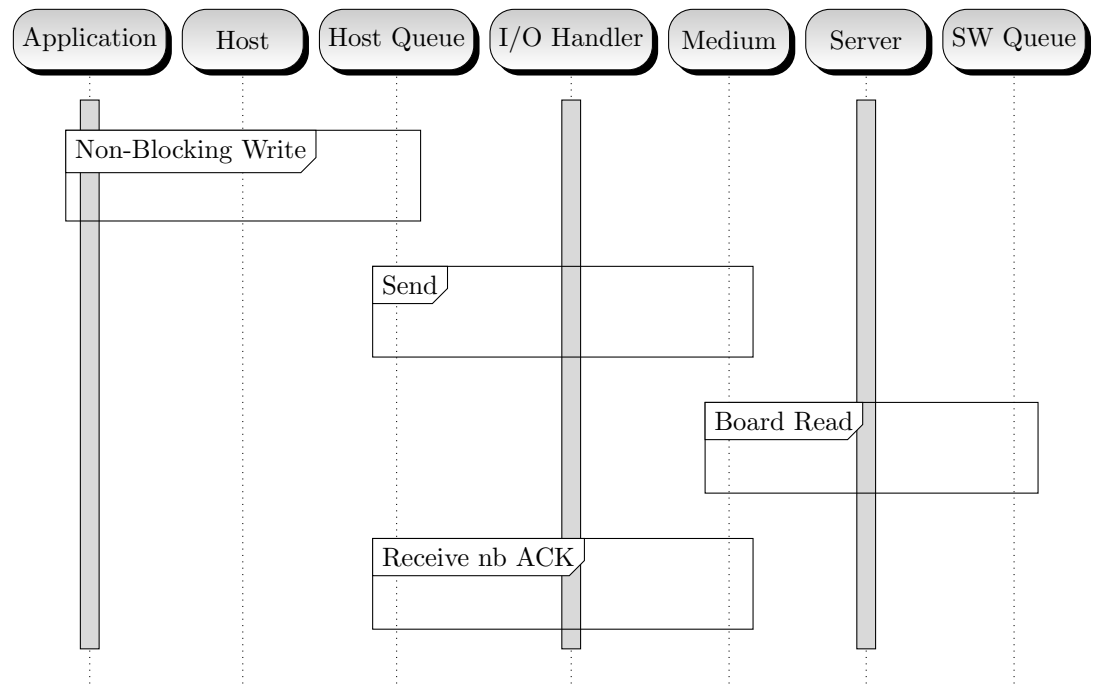 Application
Host
Host Queue
I/O Handler
Medium
Server
SW Queue
Non-Blocking Write
Send
Board Read
Receive nb ACK